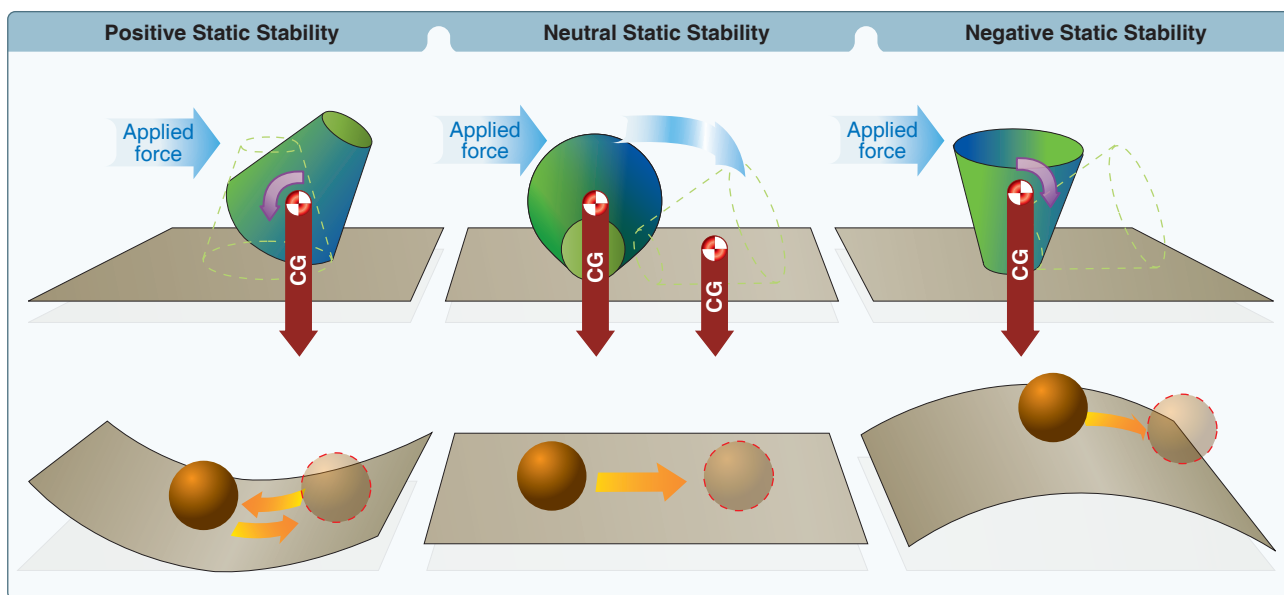 Positive Static Stability
Neutral Static Stability
Negative Static Stability
Applied
force
CG
Applied
force
CG
CG
Applied
force
CG